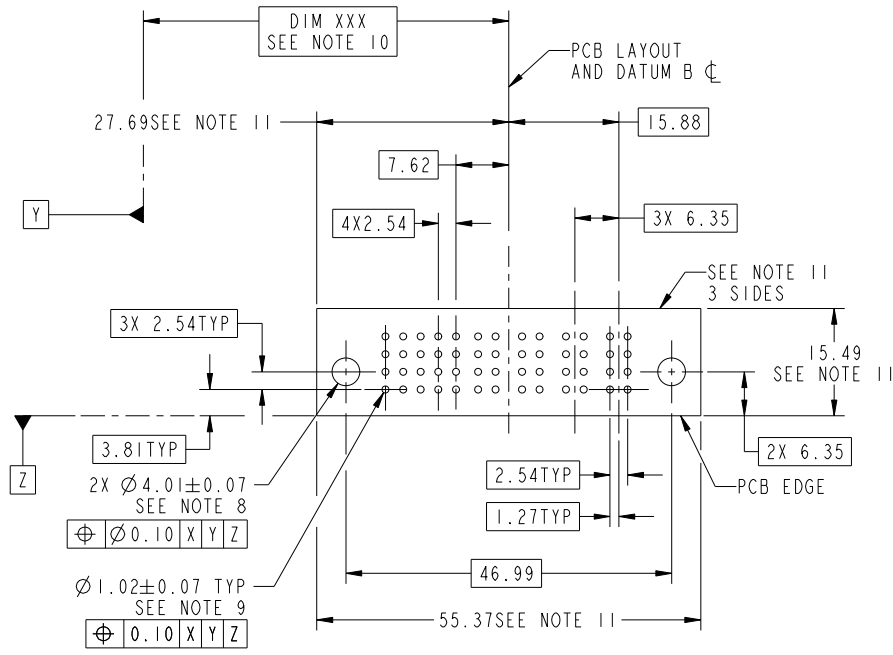 DIM XXX
SEE NOTE 10
PCB LAYOUT
AND DATUM B ℄
27.69SEE NOTE 11
15.88
7.62
Y
4X2.54
3X 6.35
SEE NOTE 11
3 SIDES
3X 2.54TYP
15.49
SEE NOTE 11
3.81TYP
2X 6.35
Z
2.54TYP
PCB EDGE
2X Ø4.01±0.07
SEE NOTE 8
⌖ Ø0.10 X Y Z
1.27TYP
46.99
Ø1.02±0.07 TYP
SEE NOTE 9
⌖ 0.10 X Y Z
55.37SEE NOTE 11